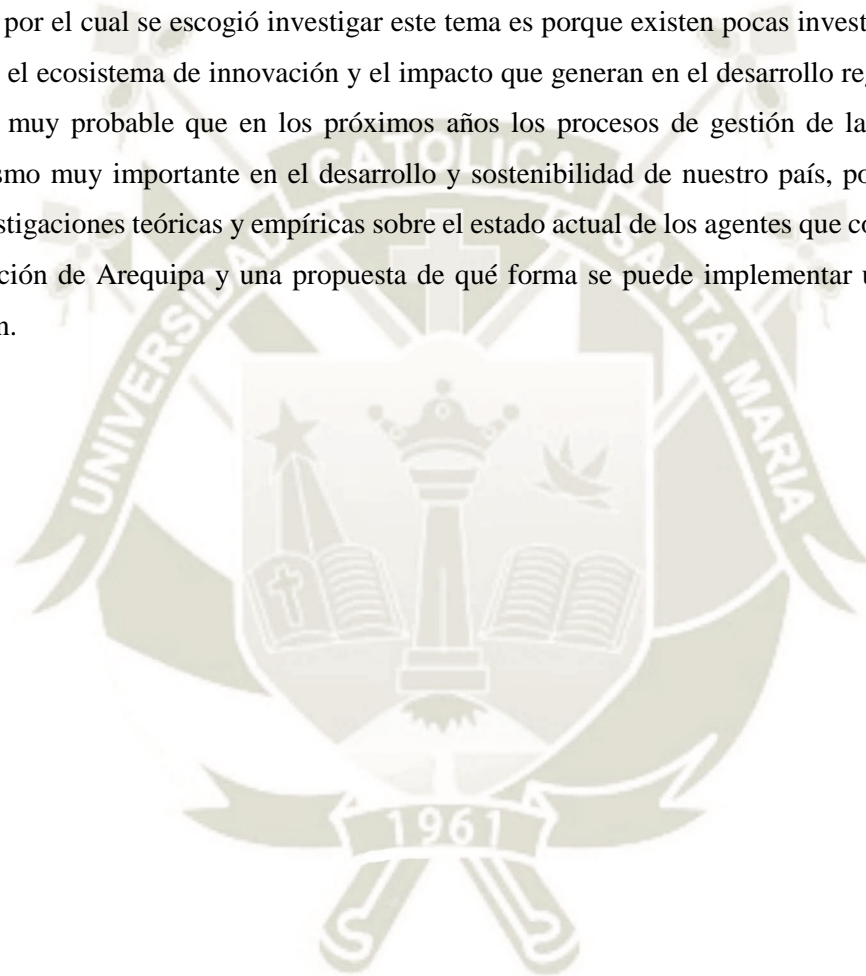 por el cual se escogió investigar este tema es porque existen pocas invest
el ecosistema de innovación y el impacto que generan en el desarrollo re
muy probable que en los próximos años los procesos de gestión de la
smo muy importante en el desarrollo y sostenibilidad de nuestro país, po
stigaciones teóricas y empíricas sobre el estado actual de los agentes que co
ción de Arequipa y una propuesta de qué forma se puede implementar u
n.
UNIVERSIDAD CATOLICA SANTA MARIA
1961